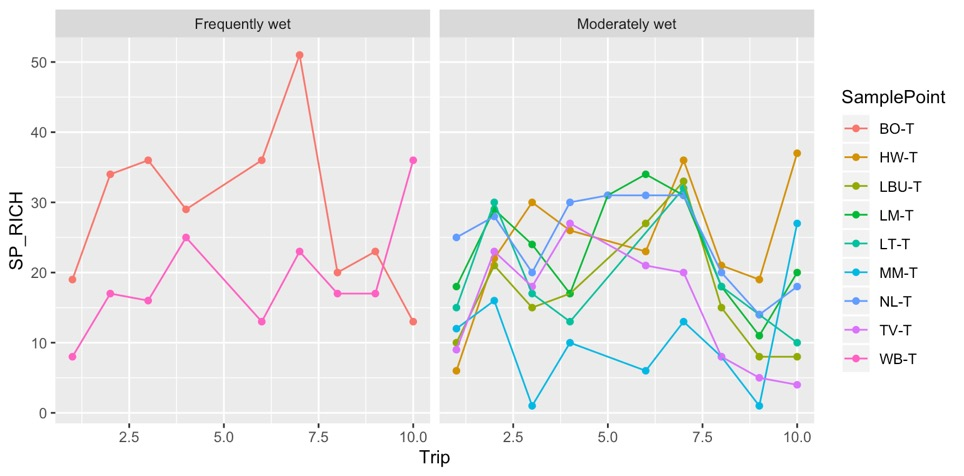 Frequently wet
Moderately wet
SP_RICH
50
40
30
20
10
0
2.5
5.0
7.5
10.0
2.5
5.0
7.5
10.0
Trip
SamplePoint
BO-T
HW-T
LBU-T
LM-T
LT-T
MM-T
NL-T
TV-T
WB-T